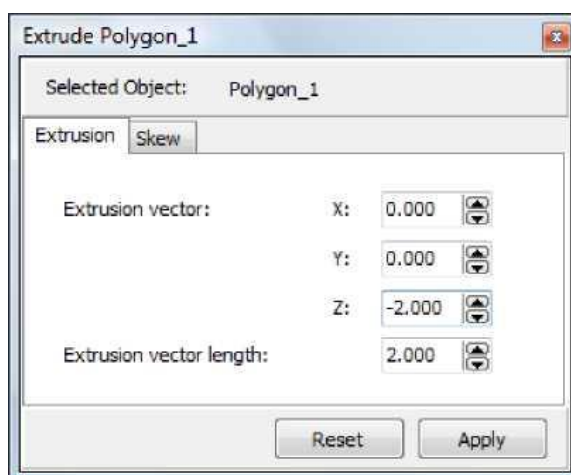 Extrude Polygon_1
Selected Object: Polygon_1
Extrusion Skew
Extrusion vector: X: 0.000
Y: 0.000
Z: -2.000
Extrusion vector length: 2.000
Reset Apply